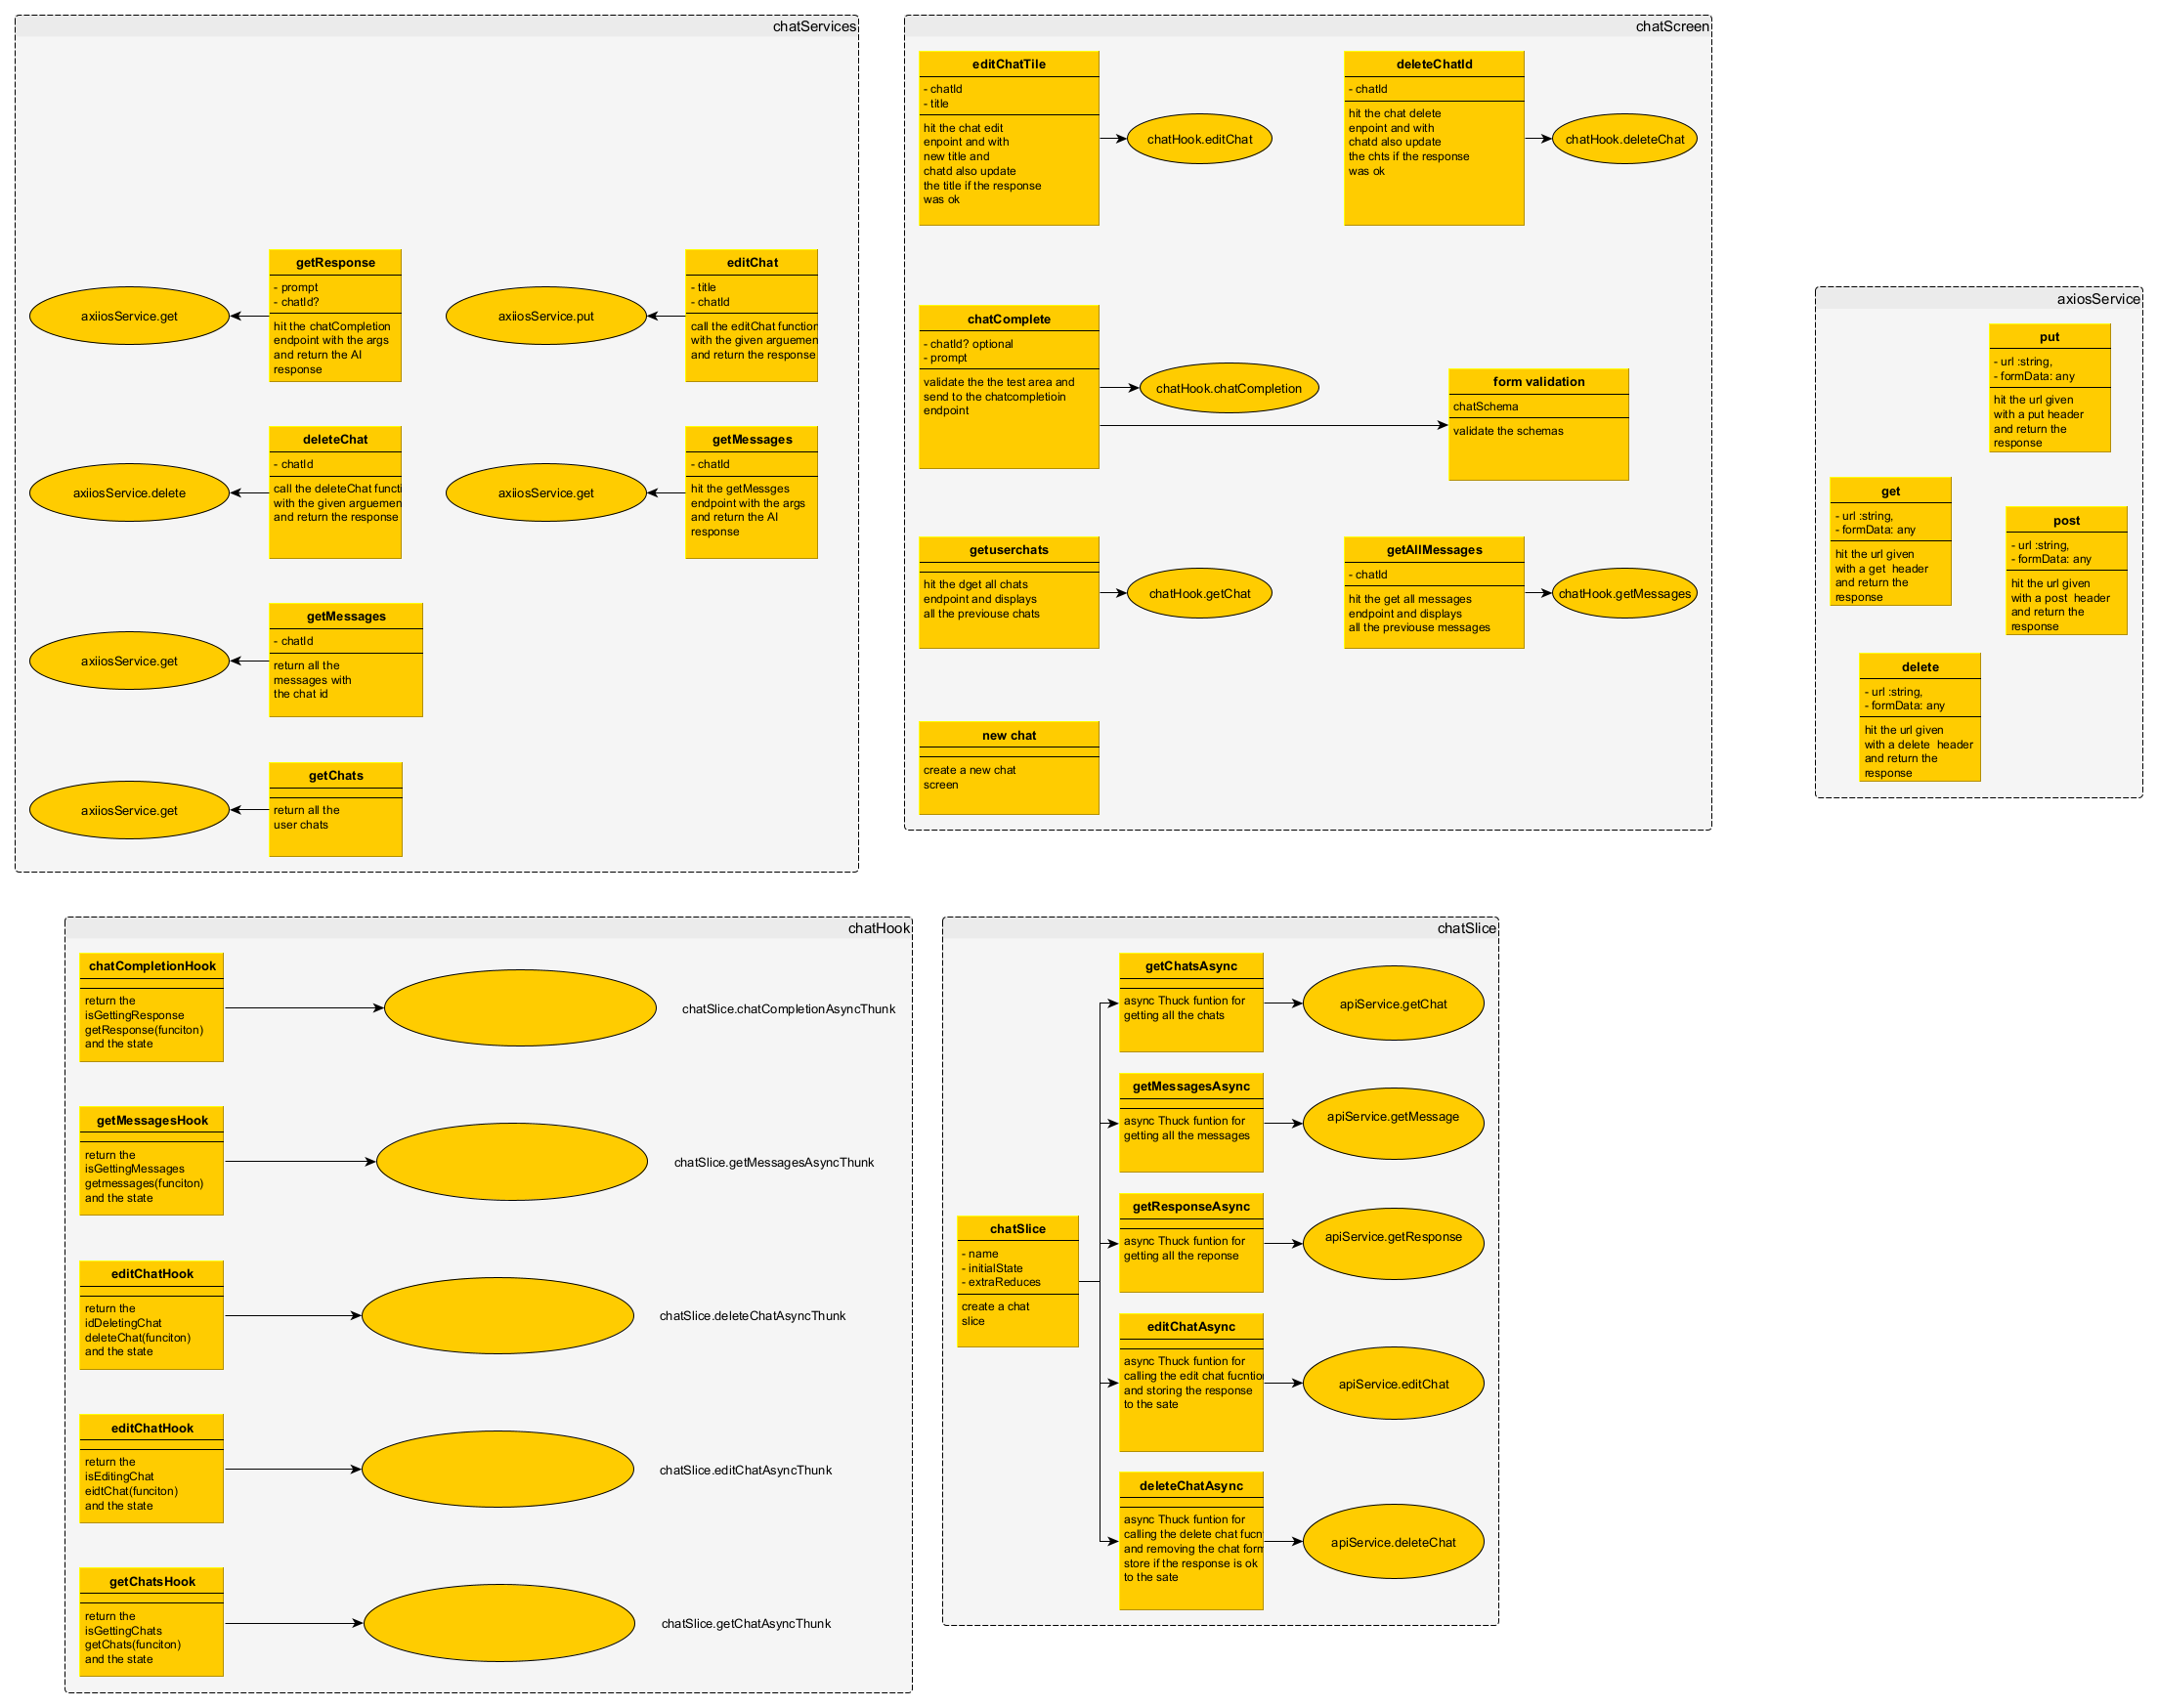 chatServices
getResponse
- prompt
- chatId?
hit the chatCompletion
endpoint with the args
and return the AI
response
axiiosService.get
editChat
- title
- chatId
call the editChat function
with the given arguemen
and return the response
axiiosService.put
deleteChat
- chatId
call the deleteChat functi
with the given arguemen
and return the response
axiiosService.delete
getMessages
- chatId
hit the getMessges
endpoint with the args
and return the AI
response
axiiosService.get
getMessages
- chatId
return all the
messages with
the chat id
axiiosService.get
getChats
return all the
user chats
axiiosService.get
chatScreen
editChatTile
- chatId
- title
hit the chat edit
enpoint and with
new title and
chatd also update
the title if the response
was ok
chatHook.editChat
deleteChatId
- chatId
hit the chat delete
enpoint and with
chatd also update
the chts if the response
was ok
chatHook.deleteChat
chatComplete
- chatId? optional
- prompt
validate the the test area and
send to the chatcompletioin
endpoint
chatHook.chatCompletion
form validation
chatSchema
validate the schemas
getuserchats
hit the dget all chats
endpoint and displays
all the previouse chats
chatHook.getChat
getAllMessages
- chatId
hit the get all messages
endpoint and displays
all the previouse messages
chatHook.getMessages
new chat
create a new chat
screen
axiosService
put
- url :string,
- formData: any
hit the url given
with a put header
and return the
response
get
- url :string,
- formData: any
hit the url given
with a get  header
and return the
response
post
- url :string,
- formData: any
hit the url given
with a post  header
and return the
response
delete
- url :string,
- formData: any
hit the url given
with a delete  header
and return the
response
chatHook
chatCompletionHook
return the
isGettingResponse
getResponse(funciton)
and the state
chatSlice.chatCompletionAsyncThunk
getMessagesHook
return the
isGettingMessages
getmessages(funciton)
and the state
chatSlice.getMessagesAsyncThunk
editChatHook
return the
idDeletingChat
deleteChat(funciton)
and the state
chatSlice.deleteChatAsyncThunk
editChatHook
return the
isEditingChat
eidtChat(funciton)
and the state
chatSlice.editChatAsyncThunk
getChatsHook
return the
isGettingChats
getChats(funciton)
and the state
chatSlice.getChatAsyncThunk
chatSlice
chatSlice
- name
- initialState
- extraReduces
create a chat
slice
getChatsAsync
async Thuck funtion for
getting all the chats
apiService.getChat
getMessagesAsync
async Thuck funtion for
getting all the messages
apiService.getMessage
getResponseAsync
async Thuck funtion for
getting all the reponse
apiService.getResponse
editChatAsync
async Thuck funtion for
calling the edit chat fucntio
and storing the response
to the sate
apiService.editChat
deleteChatAsync
async Thuck funtion for
calling the delete chat fucn
and removing the chat form
store if the response is ok
to the sate
apiService.deleteChat